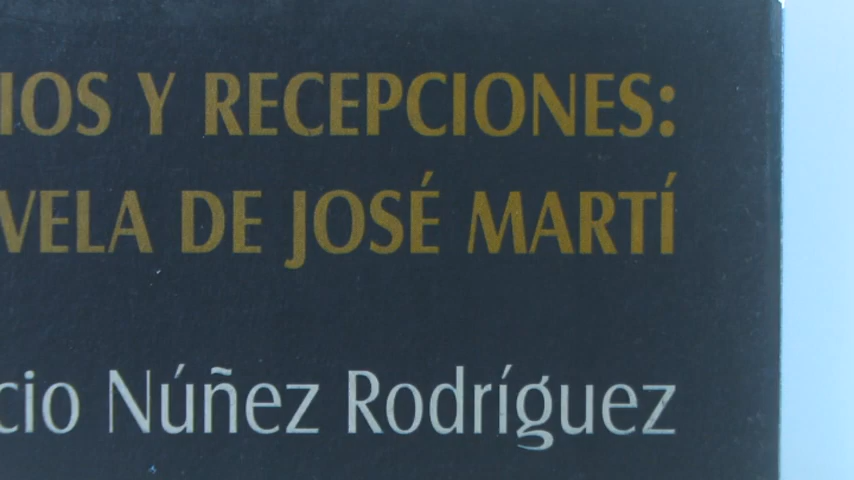 IOS Y RECEPCIONES:
VELA DE JOSÉ MARTÍ
cio Núñez Rodríguez